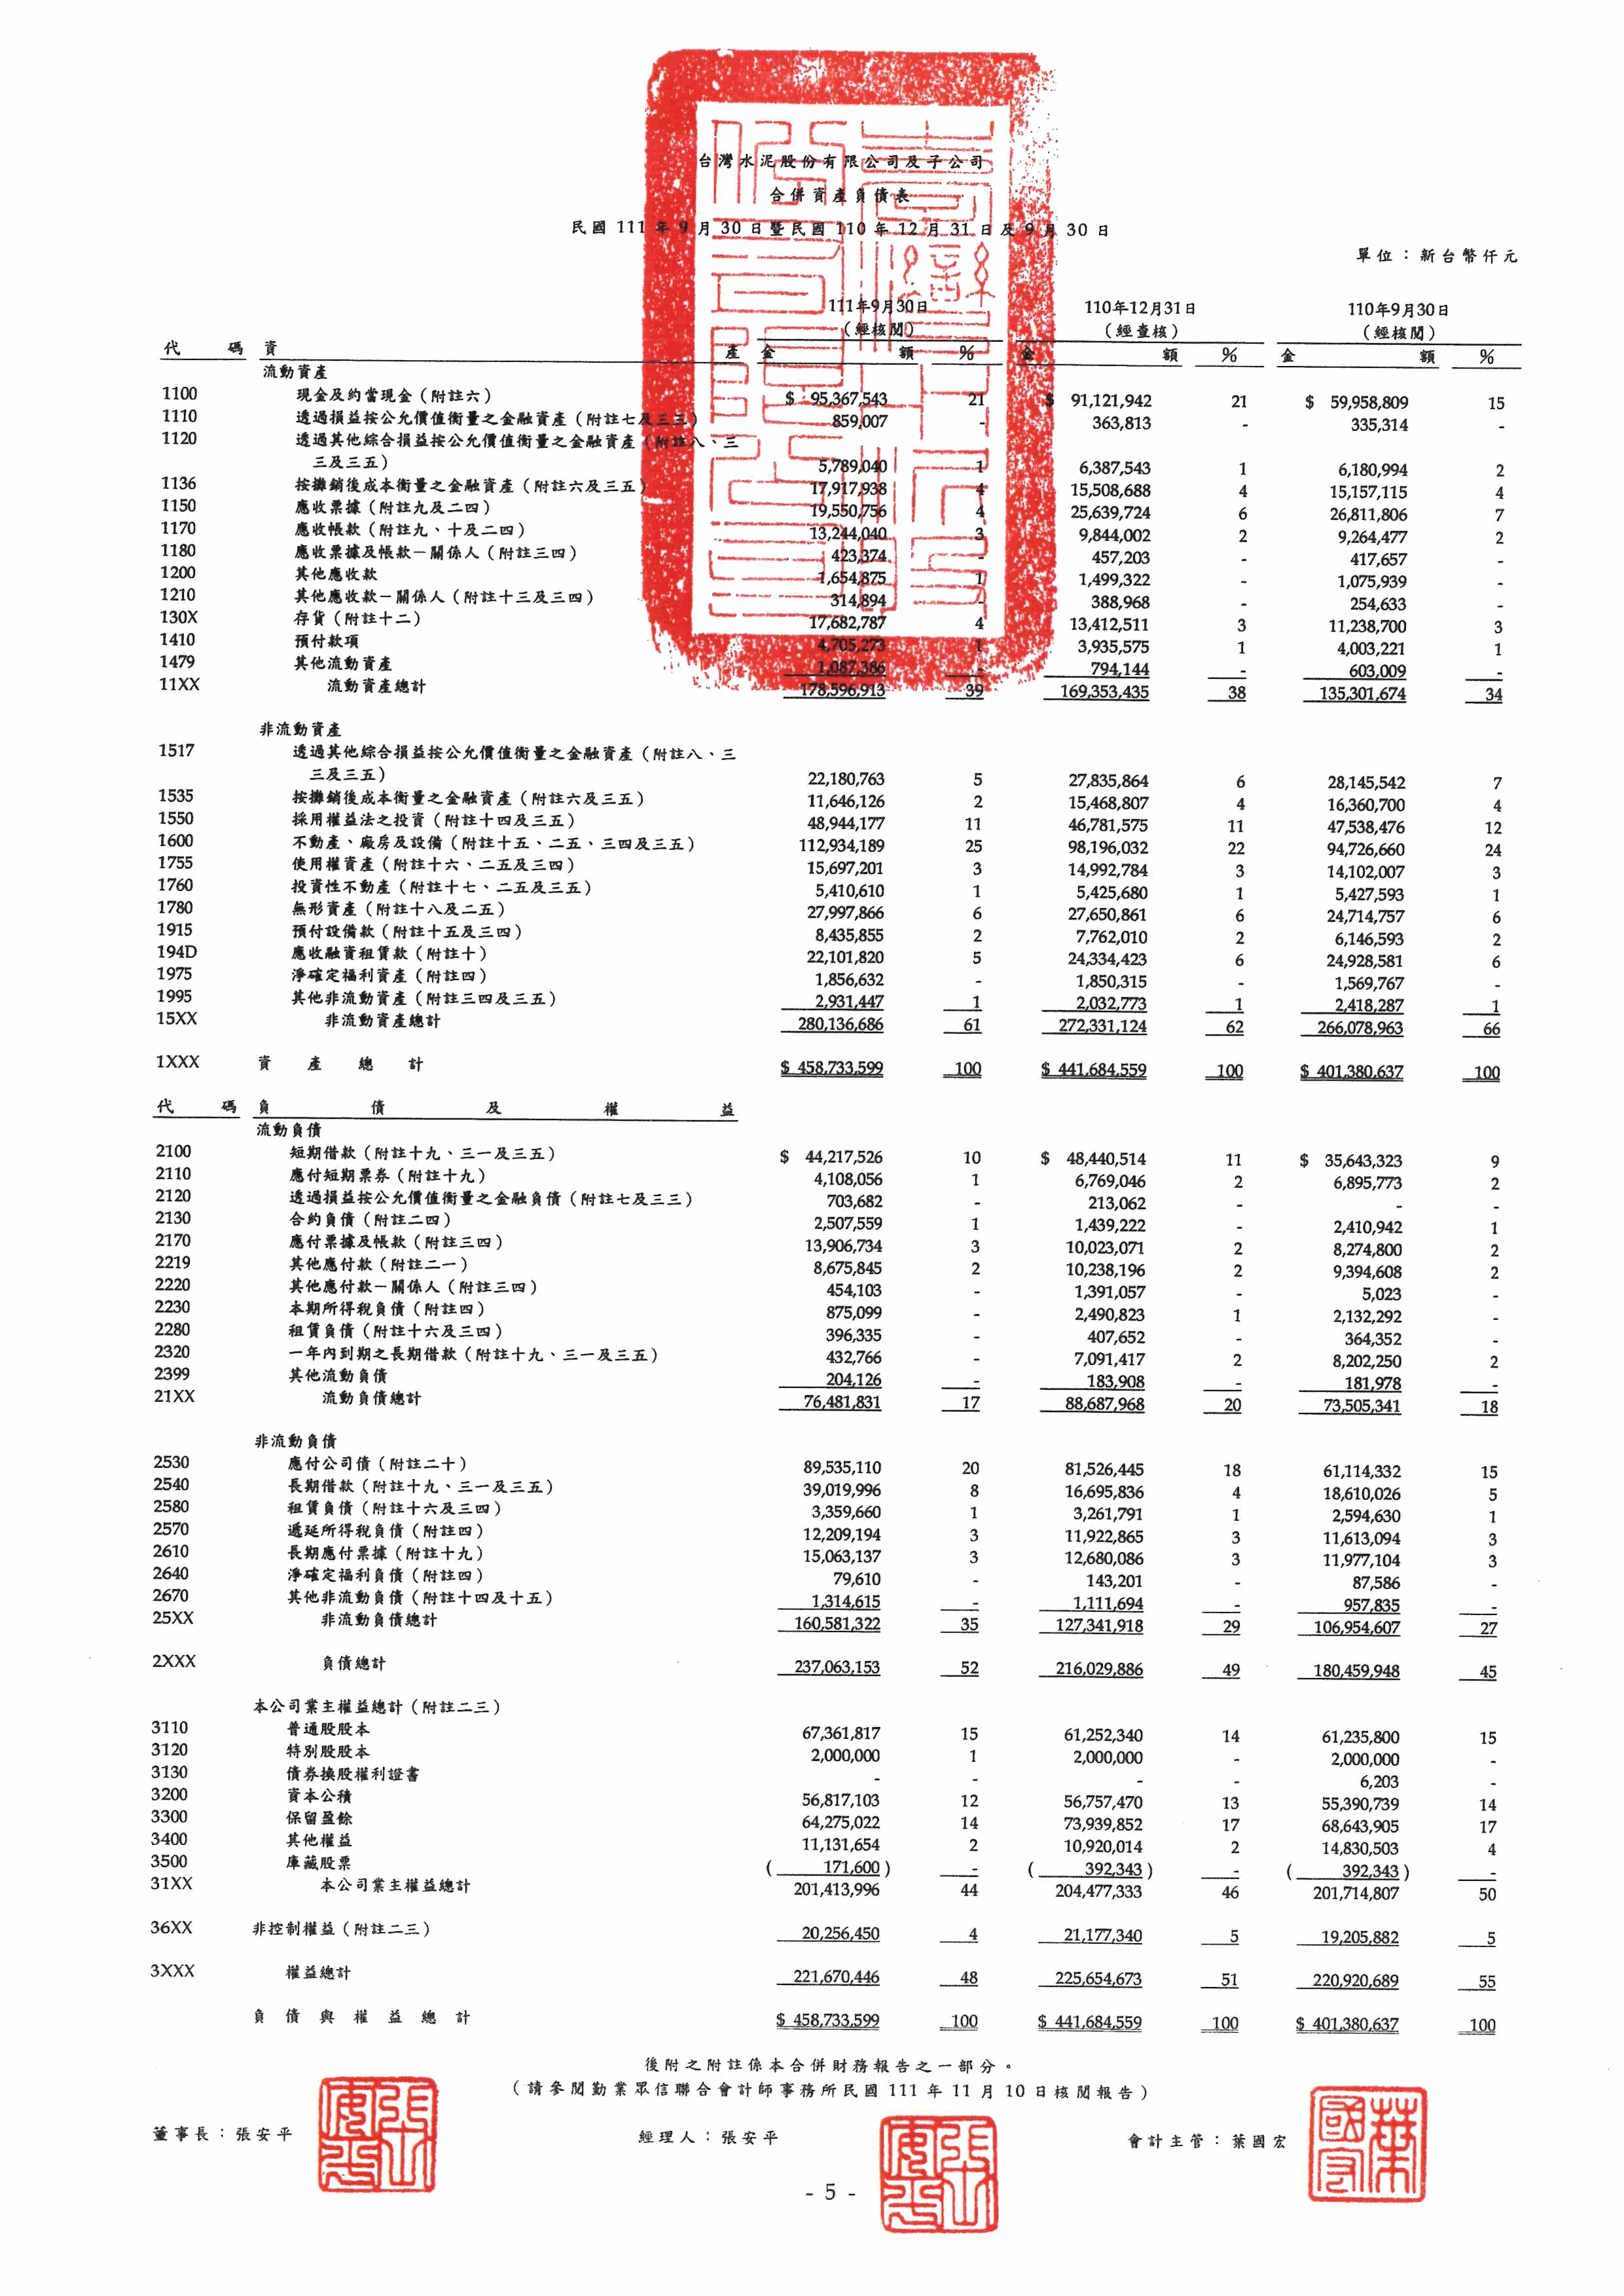 台灣水泥股份有限公司及子公司
合併資產負債表
民國 111 年 9 月 30 日暨民國 110 年 12 月 31 日及 9 月 30 日
單位：新台幣仟元
111年9月30日 110年12月31日 110年9月30日
（經核閱） （經查核） （經核閱）
代 碼 資 產 金 額 % 金 額 % 金 額 %
流動資產
1100 現金及約當現金（附註六） $ 95,367,543 21 $ 91,121,942 21 $ 59,958,809 15
1110 透過損益按公允價值衡量之金融資產（附註七及三三） 859,007 - 363,813 - 335,314 -
1120 透過其他綜合損益按公允價值衡量之金融資產（附註八、三
三及三五） 5,789,040 1 6,387,543 1 6,180,994 2
1136 按攤銷後成本衡量之金融資產（附註六及三五） 17,917,938 4 15,508,688 4 15,157,115 4
1150 應收票據（附註九及二四） 19,550,756 4 25,639,724 6 26,811,806 7
1170 應收帳款（附註九、十及二四） 13,244,040 3 9,844,002 2 9,264,477 2
1180 應收票據及帳款－關係人（附註三四） 423,374 - 457,203 - 417,657 -
1200 其他應收款 1,654,875 1 1,499,322 - 1,075,939 -
1210 其他應收款－關係人（附註十三及三四） 314,894 - 388,968 - 254,633 -
130X 存貨（附註十二） 17,682,787 4 13,412,511 3 11,238,700 3
1410 預付款項 4,705,273 1 3,935,575 1 4,003,221 1
1479 其他流動資產 1,087,386 - 794,144 - 603,009 -
11XX 流動資產總計 178,596,913 39 169,353,435 38 135,301,674 34
非流動資產
1517 透過其他綜合損益按公允價值衡量之金融資產（附註八、三
三及三五） 22,180,763 5 27,835,864 6 28,145,542 7
1535 按攤銷後成本衡量之金融資產（附註六及三五） 11,646,126 2 15,468,807 4 16,360,700 4
1550 採用權益法之投資（附註十四及三五） 48,944,177 11 46,781,575 11 47,538,476 12
1600 不動產、廠房及設備（附註十五、二五、三四及三五） 112,934,189 25 98,196,032 22 94,726,660 24
1755 使用權資產（附註十六、二五及三四） 15,697,201 3 14,992,784 3 14,102,007 3
1760 投資性不動產（附註十七、二五及三五） 5,410,610 1 5,425,680 1 5,427,593 1
1780 無形資產（附註十八及二五） 27,997,866 6 27,650,861 6 24,714,757 6
1915 預付設備款（附註十五及三四） 8,435,855 2 7,762,010 2 6,146,593 2
194D 應收融資租賃款（附註十） 22,101,820 5 24,334,423 6 24,928,581 6
1975 淨確定福利資產（附註四） 1,856,632 - 1,850,315 - 1,569,767 -
1995 其他非流動資產（附註三四及三五） 2,931,447 1 2,032,773 1 2,418,287 1
15XX 非流動資產總計 280,136,686 61 272,331,124 62 266,078,963 66
1XXX 資 產 總 計 $ 458,733,599 100 $ 441,684,559 100 $ 401,380,637 100
代 碼 負 債 及 權 益
流動負債
2100 短期借款（附註十九、三一及三五） $ 44,217,526 10 $ 48,440,514 11 $ 35,643,323 9
2110 應付短期票券（附註十九） 4,108,056 1 6,769,046 2 6,895,773 2
2120 透過損益按公允價值衡量之金融負債（附註七及三三） 703,682 - 213,062 - - -
2130 合約負債（附註二四） 2,507,559 1 1,439,222 - 2,410,942 1
2170 應付票據及帳款（附註三四） 13,906,734 3 10,023,071 2 8,274,800 2
2219 其他應付款（附註二一） 8,675,845 2 10,238,196 2 9,394,608 2
2220 其他應付款－關係人（附註三四） 454,103 - 1,391,057 - 5,023 -
2230 本期所得稅負債（附註四） 875,099 - 2,490,823 1 2,132,292 -
2280 租賃負債（附註十六及三四） 396,335 - 407,652 - 364,352 -
2320 一年內到期之長期借款（附註十九、三一及三五） 432,766 - 7,091,417 2 8,202,250 2
2399 其他流動負債 204,126 - 183,908 - 181,978 -
21XX 流動負債總計 76,481,831 17 88,687,968 20 73,505,341 18
非流動負債
2530 應付公司債（附註二十） 89,535,110 20 81,526,445 18 61,114,332 15
2540 長期借款（附註十九、三一及三五） 39,019,996 8 16,695,836 4 18,610,026 5
2580 租賃負債（附註十六及三四） 3,359,660 1 3,261,791 1 2,594,630 1
2570 遞延所得稅負債（附註四） 12,209,194 3 11,922,865 3 11,613,094 3
2610 長期應付票據（附註十九） 15,063,137 3 12,680,086 3 11,977,104 3
2640 淨確定福利負債（附註四） 79,610 - 143,201 - 87,586 -
2670 其他非流動負債（附註十四及十五） 1,314,615 - 1,111,694 - 957,835 -
25XX 非流動負債總計 160,581,322 35 127,341,918 29 106,954,607 27
2XXX 負債總計 237,063,153 52 216,029,886 49 180,459,948 45
本公司業主權益總計（附註二三）
3110 普通股股本 67,361,817 15 61,252,340 14 61,235,800 15
3120 特別股股本 2,000,000 1 2,000,000 - 2,000,000 -
3130 債券換股權利證書 - - - - 6,203 -
3200 資本公積 56,817,103 12 56,757,470 13 55,390,739 14
3300 保留盈餘 64,275,022 14 73,939,852 17 68,643,905 17
3400 其他權益 11,131,654 2 10,920,014 2 14,830,503 4
3500 庫藏股票 ( 171,600 ) - ( 392,343 ) - ( 392,343 ) -
31XX 本公司業主權益總計 201,413,996 44 204,477,333 46 201,714,807 50
36XX 非控制權益（附註二三） 20,256,450 4 21,177,340 5 19,205,882 5
3XXX 權益總計 221,670,446 48 225,654,673 51 220,920,689 55
負 債 與 權 益 總 計 $ 458,733,599 100 $ 441,684,559 100 $ 401,380,637 100
後附之附註係本合併財務報告之一部分。
（請參閱勤業眾信聯合會計師事務所民國 111 年 11 月 10 日核閱報告）
董事長：張安平 經理人：張安平 會計主管：葉國宏
- 5 -